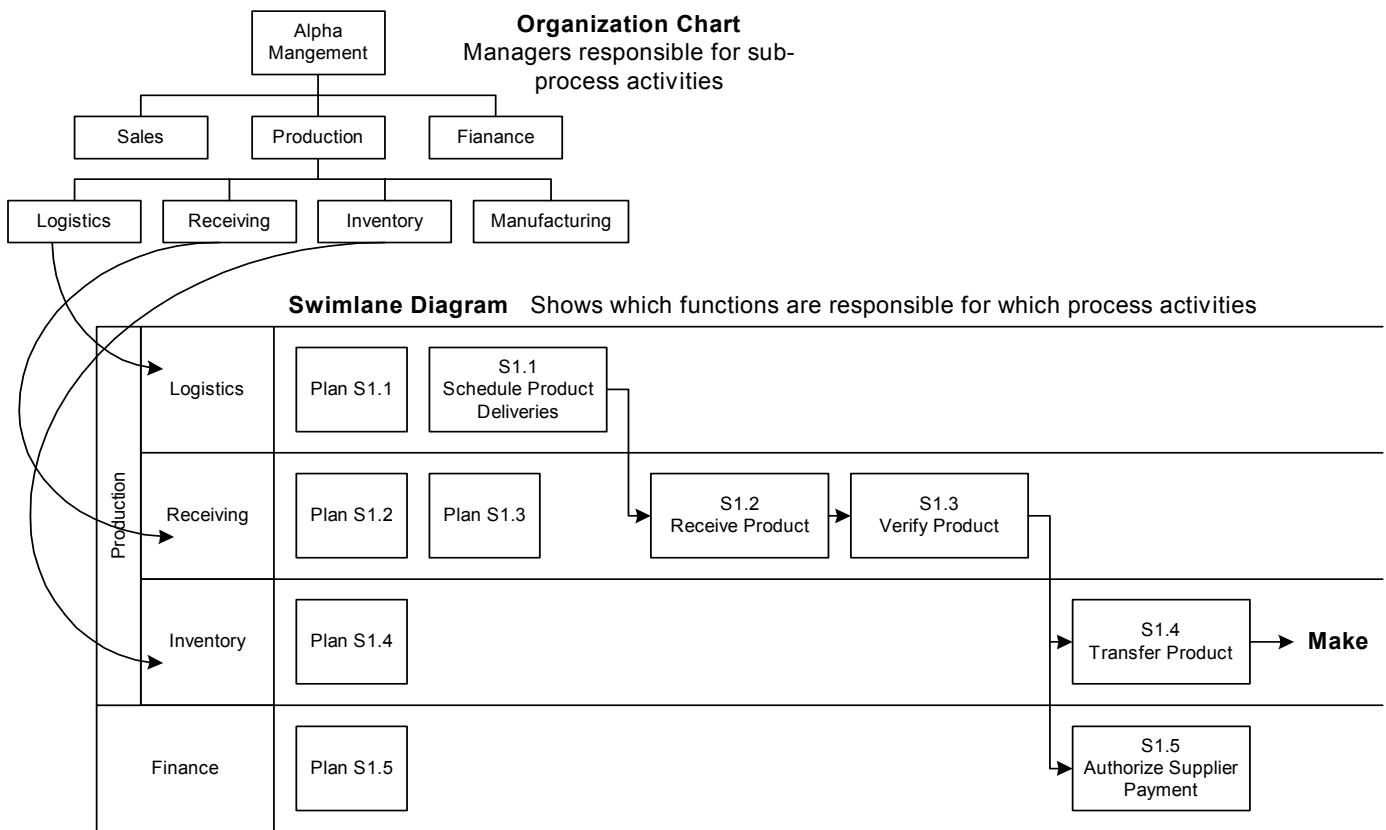 Alpha
Mangement
Organization Chart
Managers responsible for sub-
process activities
Sales
Production
Fianance
Logistics
Receiving
Inventory
Manufacturing
Swimlane Diagram Shows which functions are responsible for which process activities
Production
Logistics
Plan S1.1
S1.1
Schedule Product
Deliveries
Receiving
Plan S1.2
Plan S1.3
S1.2
Receive Product
S1.3
Verify Product
Inventory
Plan S1.4
S1.4
Transfer Product
Make
Finance
Plan S1.5
S1.5
Authorize Supplier
Payment